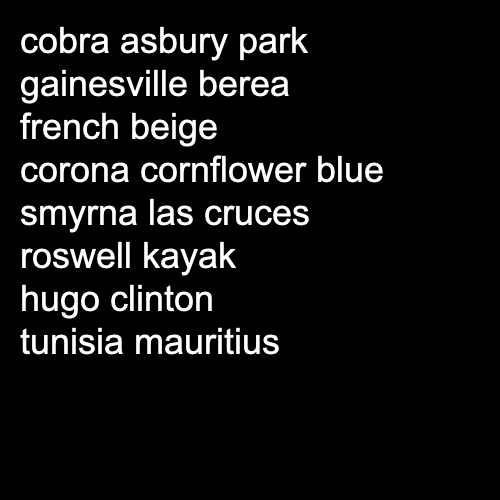 cobra asbury park
gainesville berea
french beige
corona cornflower blue
smyrna las cruces
roswell kayak
hugo clinton
tunisia mauritius